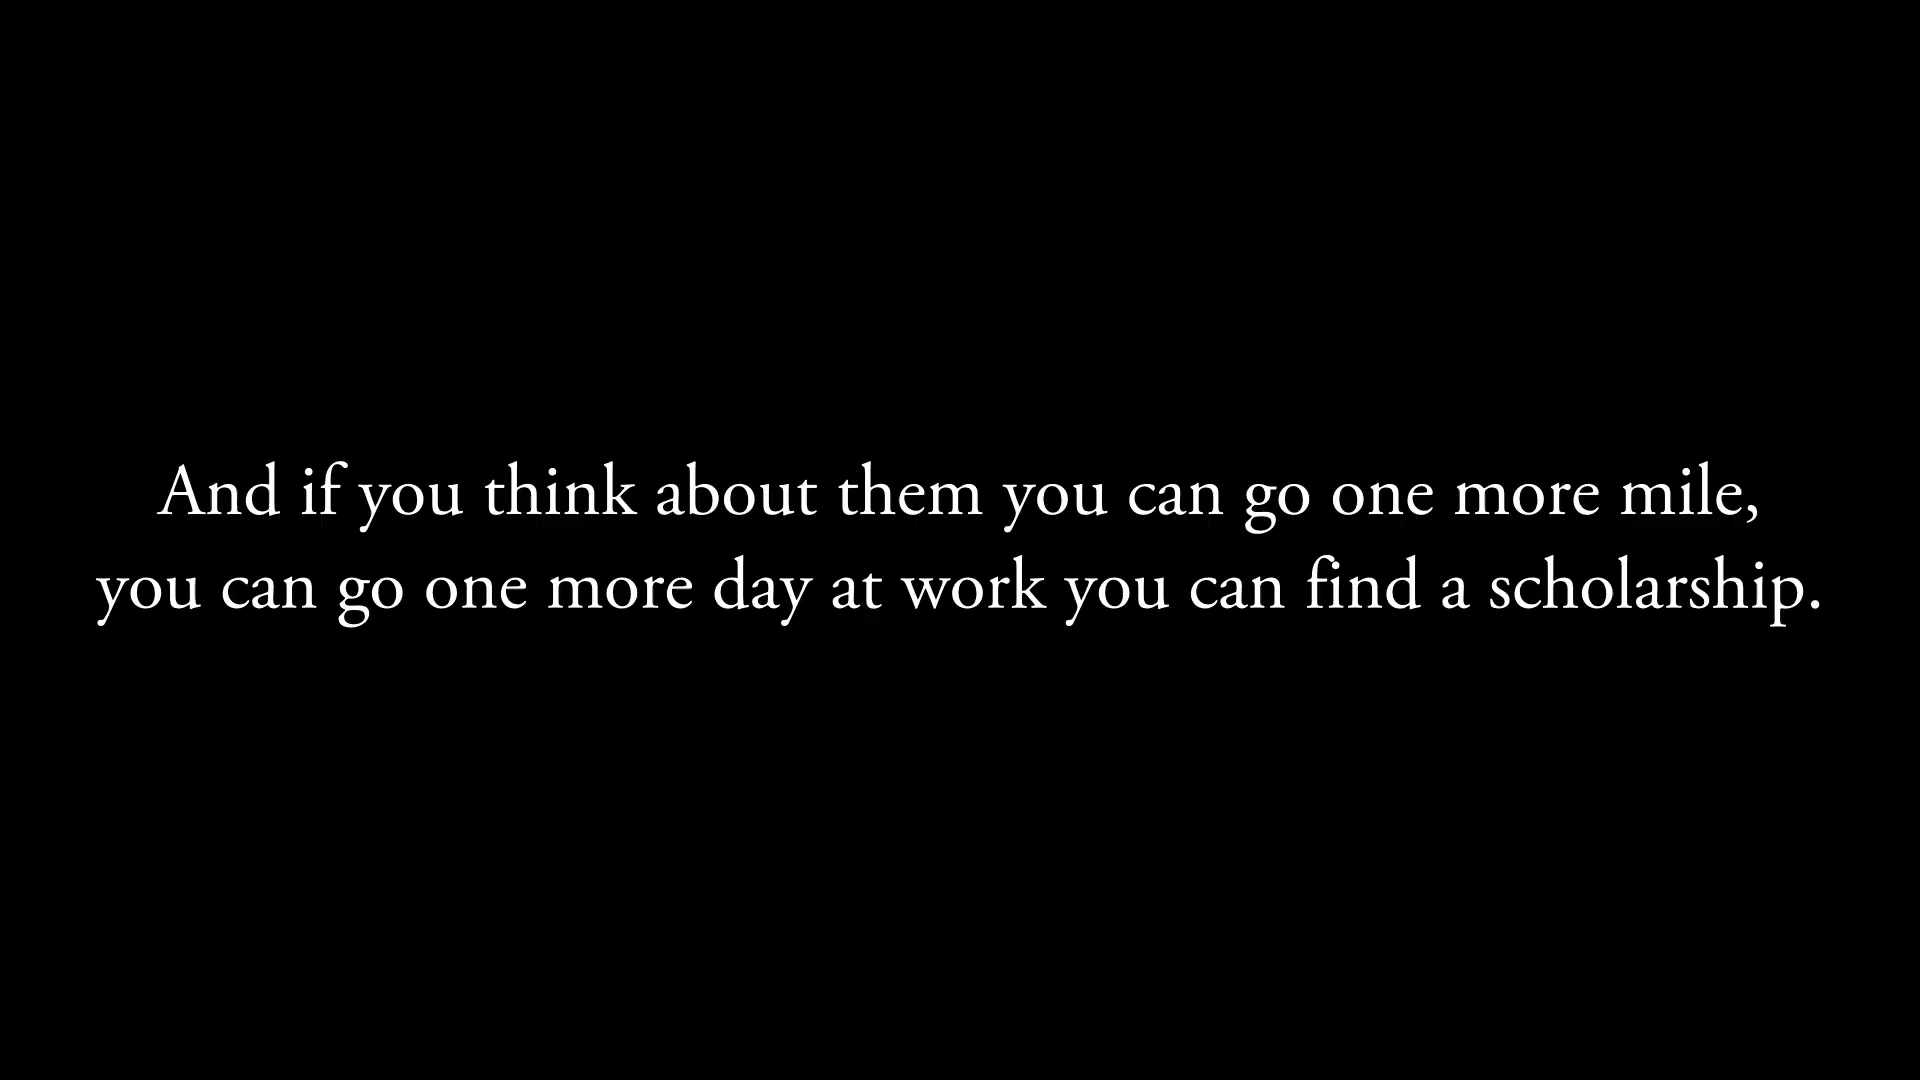 And if you think about them you can go one more mile,
you can go one more day at work you can find a scholarship.